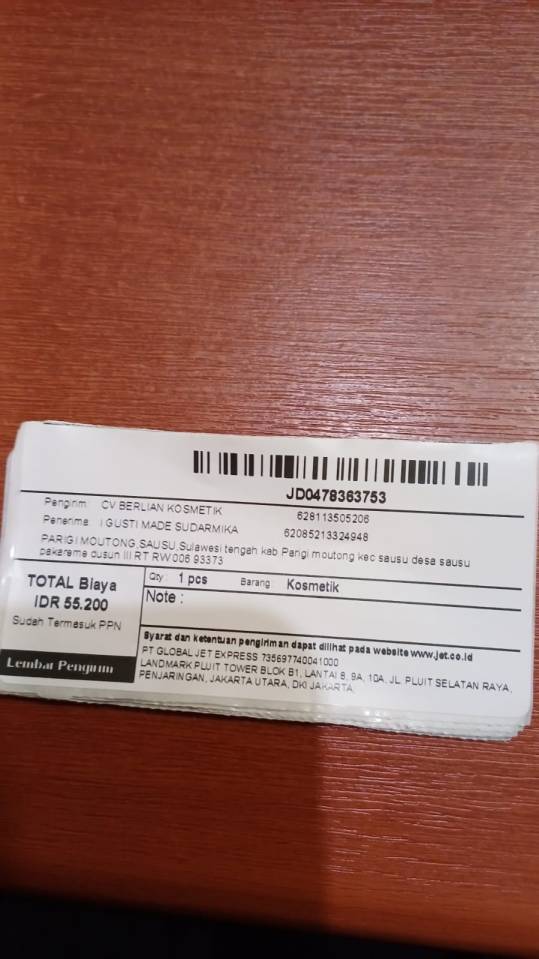 JD0478363753
Pengirim CV BERLIAN KOSMETIK 628113505206
Penerima I GUSTI MADE SUDARMIKA 62085213324948
PARIGI MOUTONG,SAUSU,Sulawesi tengah kab Parigi moutong kec sausu desa sausu
pakareme dusun III RT RW 006 93373
TOTAL Biaya
IDR 55.200
Sudah Termasuk PPN
Lembar Pengirim
Qty 1 pcs Barang Kosmetik
Note :
Syarat dan ketentuan pengiriman dapat dilihat pada website www.jet.co.id
PT GLOBAL JET EXPRESS 735697740041000
LANDMARK PLUIT TOWER BLOK B1, LANTAI 8, 9A, 10A, JL. PLUIT SELATAN RAYA,
PENJARINGAN, JAKARTA UTARA, DKI JAKARTA,